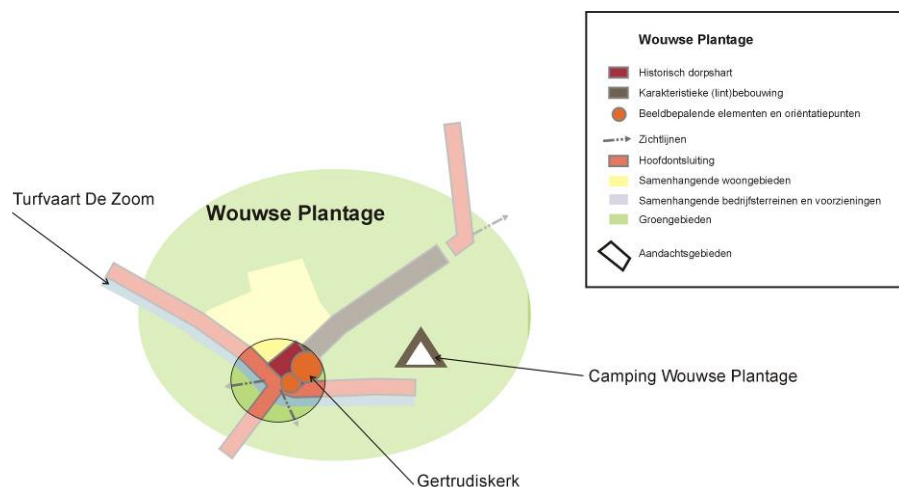 Wouwse Plantage
Historisch dorpshart
Karakteristieke (lint)bebouwing
Beeldbepalende elementen en oriëntatiepunten
Zichtlijnen
Hoofdontsluiting
Samenhangende woongebieden
Samenhangende bedrijfsterreinen en voorzieningen
Groengebieden
Aandachtsgebieden
Turfvaart De Zoom
Wouwse Plantage
Camping Wouwse Plantage
Gertrudiskerk